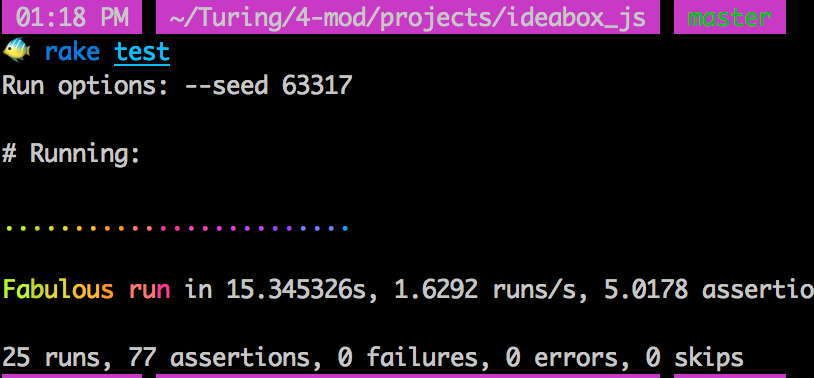 01:18 PM ~/Turing/4-mod/projects/ideabox_js master
rake test
Run options: --seed 63317
# Running:
.........................
Fabulous run in 15.345326s, 1.6292 runs/s, 5.0178 assertio
25 runs, 77 assertions, 0 failures, 0 errors, 0 skips